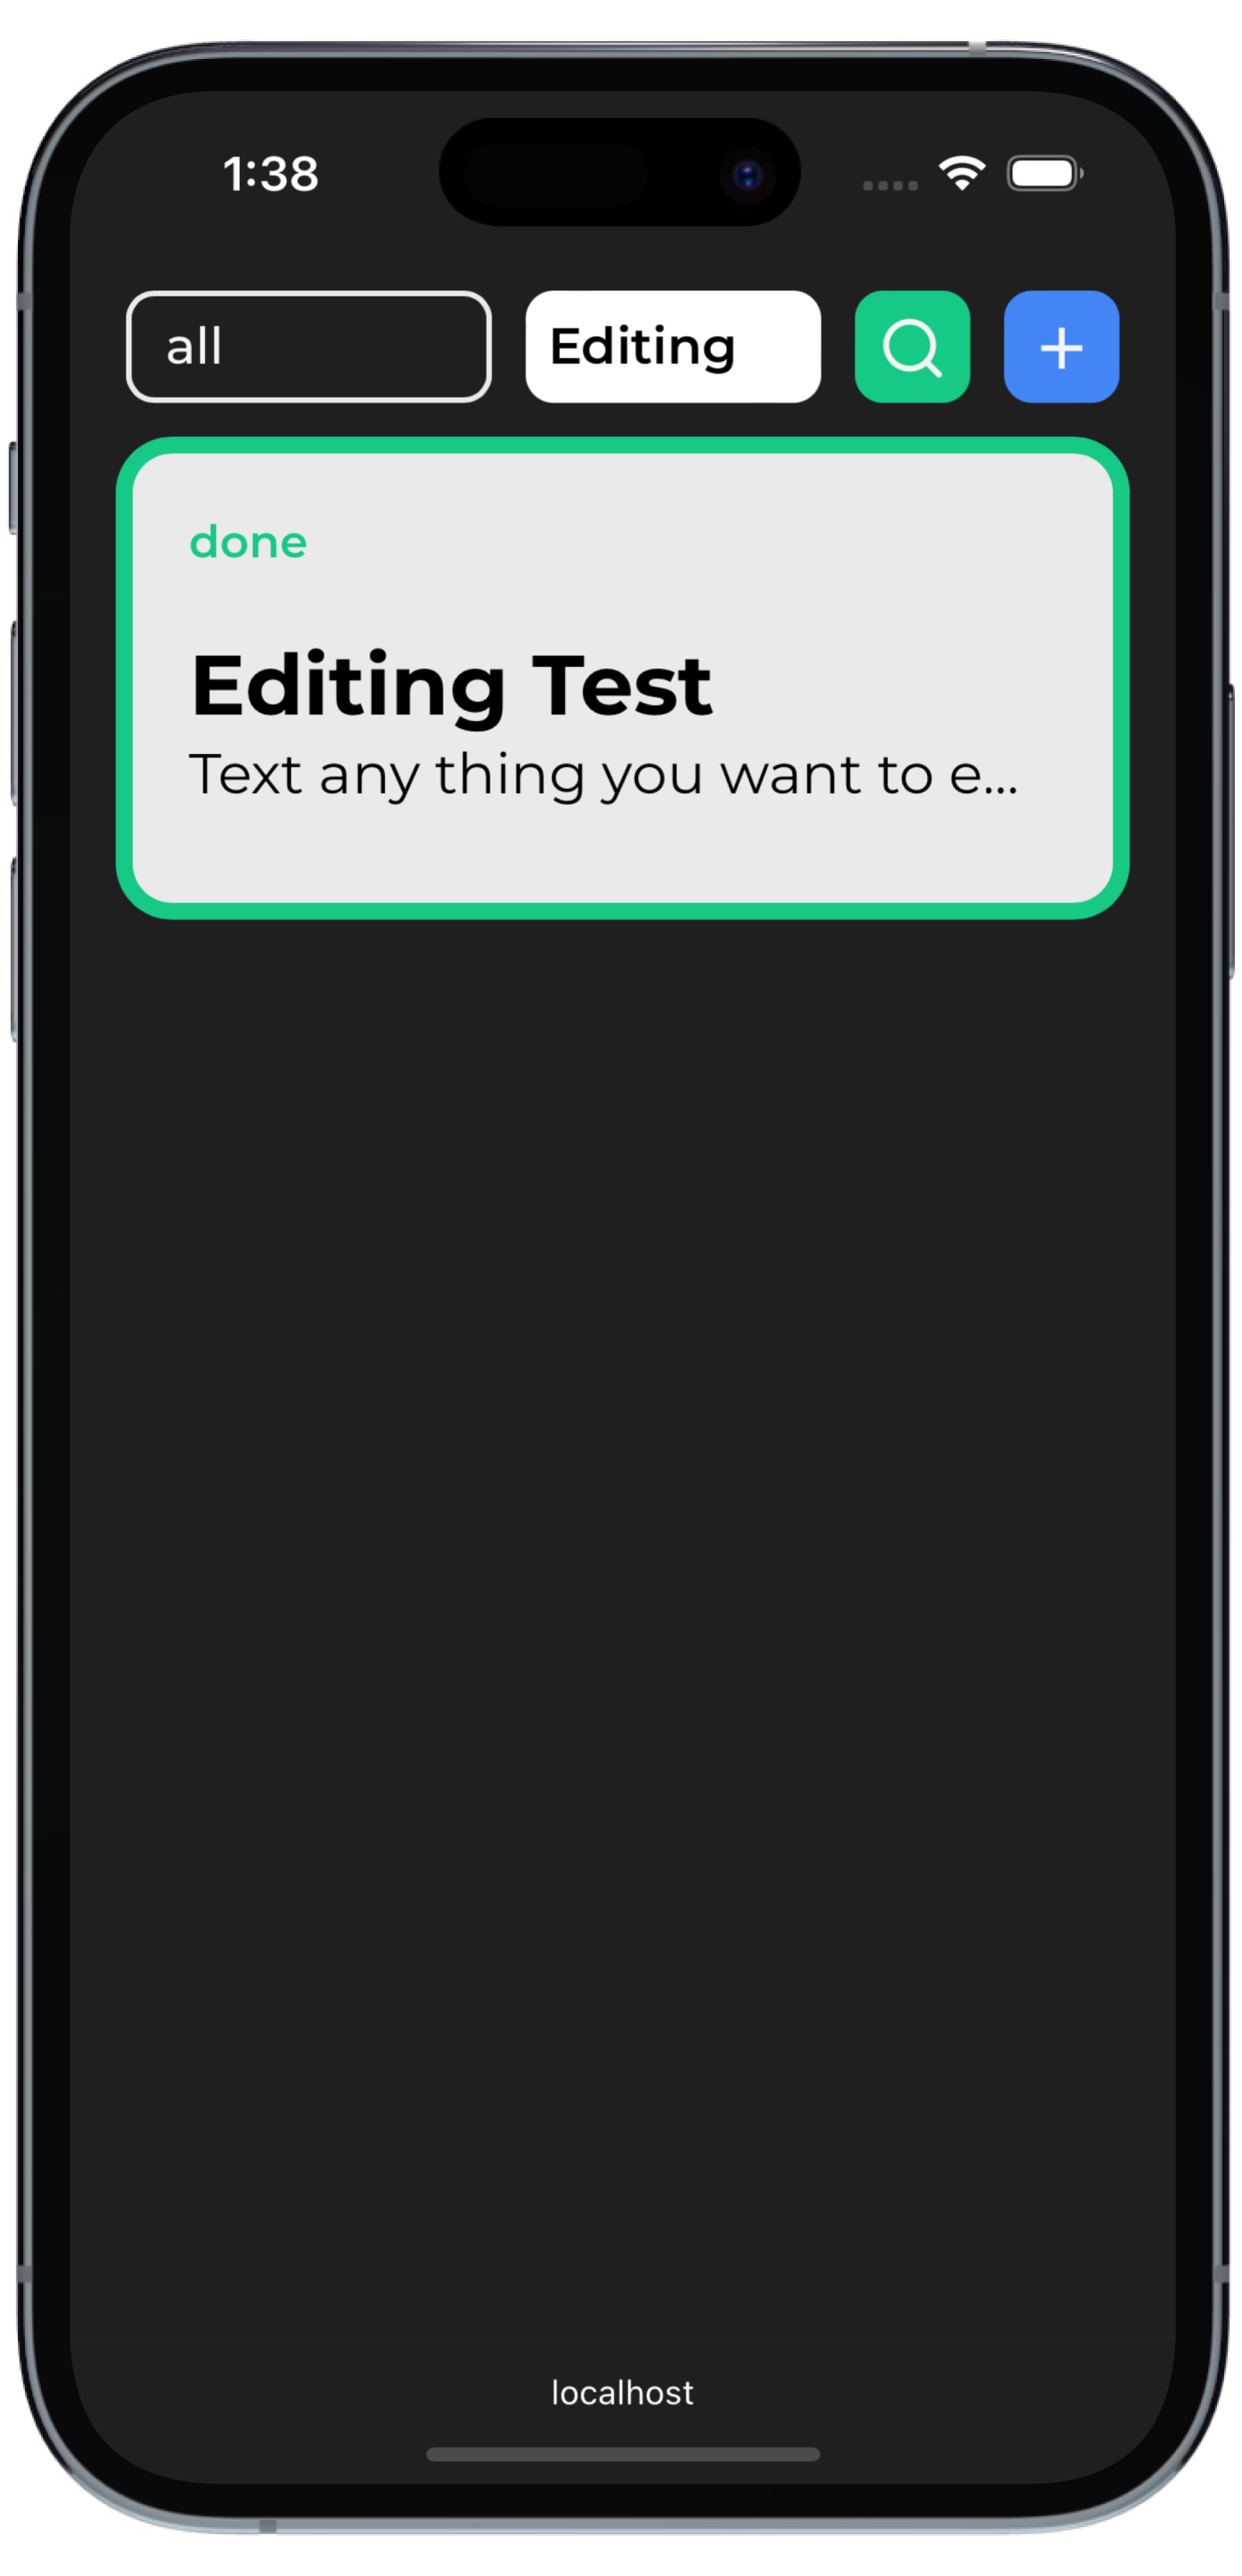 1:38
all
Editing
done
Editing Test
Text any thing you want to e...
localhost